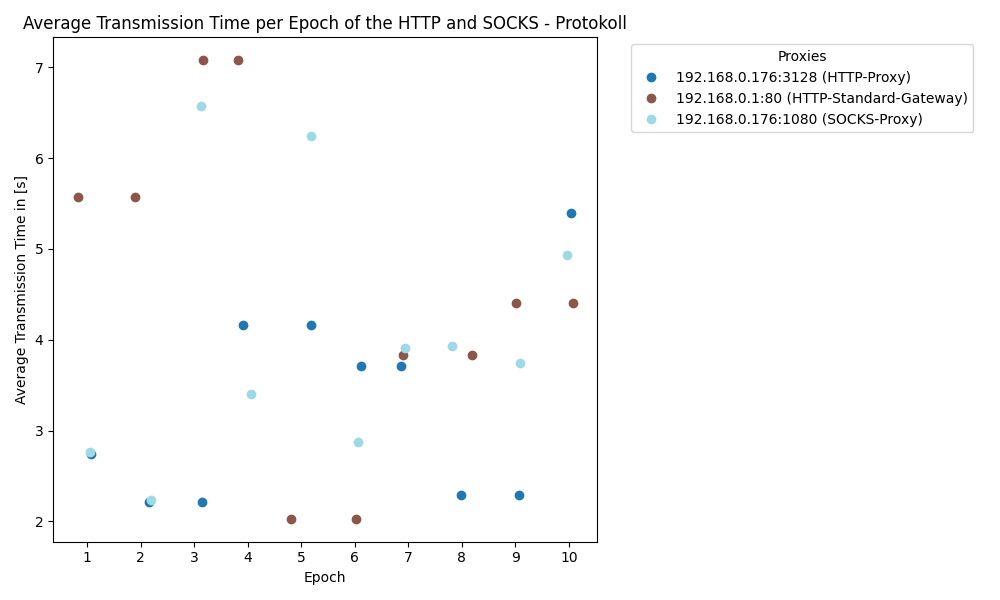 Average Transmission Time per Epoch of the HTTP and SOCKS - Protokoll
Proxies
192.168.0.176:3128 (HTTP-Proxy)
192.168.0.1:80 (HTTP-Standard-Gateway)
192.168.0.176:1080 (SOCKS-Proxy)
Average Transmission Time in [s]
7
6
5
4
3
2
1 2 3 4 5 6 7 8 9 10
Epoch